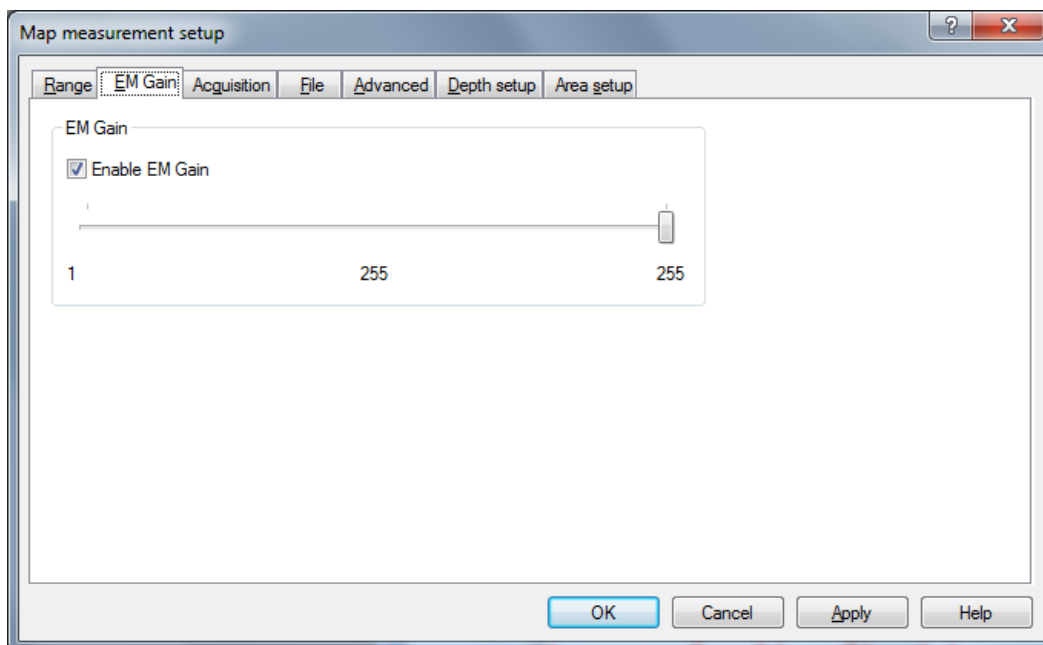 Map measurement setup
Range EM Gain Acquisition File Advanced Depth setup Area setup
EM Gain
Enable EM Gain
1 255 255
OK Cancel Apply Help